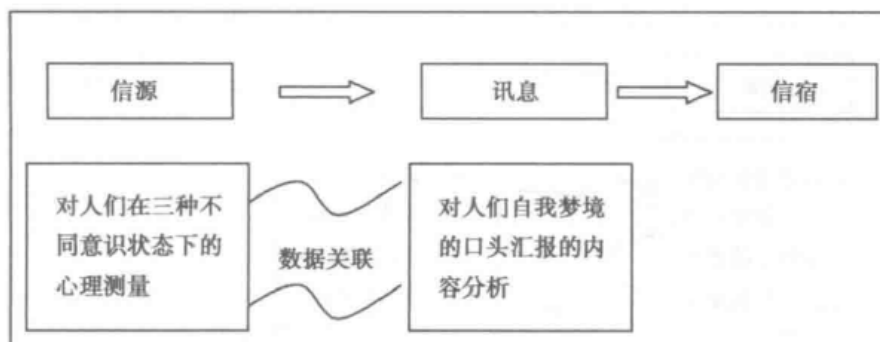 信源
讯息
信宿
对人们在三种不
同意识状态下的
心理测量
数据关联
对人们自我梦境
的口头汇报的内
容分析